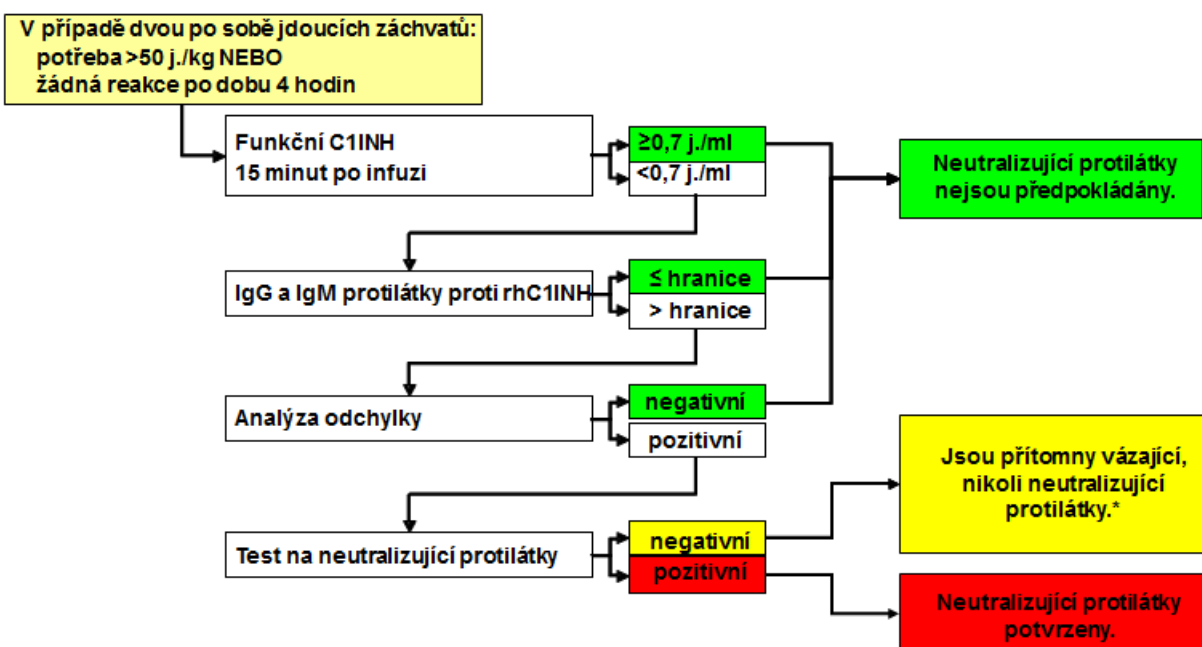 V případě dvou po sobě jdoucích záchvatů:
potřeba >50 j./kg NEBO
žádná reakce po dobu 4 hodin
Funkční C1INH
15 minut po infuzi
≥0,7 j./ml
<0,7 j./ml
Neutralizující protilátky
nejsou předpokládány.
IgG a IgM protilátky proti rhC1INH
≤ hranice
> hranice
Analýza odchylky
negativní
pozitivní
Jsou přítomny vázající,
nikoli neutralizující
protilátky.*
Test na neutralizující protilátky
negativní
pozitivní
Neutralizující protilátky
potvrzeny.